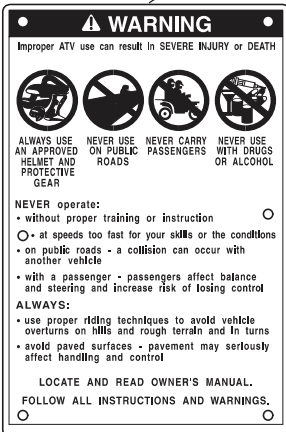 WARNING
Improper ATV use can result in SEVERE INJURY or DEATH
ALWAYS USE
AN APPROVED
HELMET AND
PROTECTIVE
GEAR
NEVER USE
ON PUBLIC
ROADS
NEVER CARRY
PASSENGERS
NEVER USE
WITH DRUGS
OR ALCOHOL
NEVER operate:
• without proper training or instruction
• at speeds too fast for your skills or the conditions
• on public roads - a collision can occur with
another vehicle
• with a passenger - passengers affect balance
and steering and increase risk of losing control
ALWAYS:
• use proper riding techniques to avoid vehicle
overturns on hills and rough terrain and in turns
• avoid paved surfaces - pavement may seriously
affect handling and control
LOCATE AND READ OWNER'S MANUAL.
FOLLOW ALL INSTRUCTIONS AND WARNINGS.